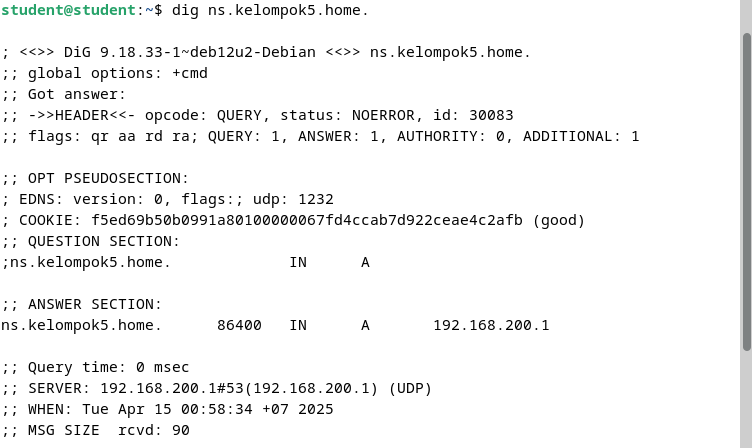 student@student:~$ dig ns.kelompok5.home.
; <<>> DiG 9.18.33-1~deb12u2-Debian <<>> ns.kelompok5.home.
;; global options: +cmd
;; Got answer:
;; ->>HEADER<<- opcode: QUERY, status: NOERROR, id: 30083
;; flags: qr aa rd ra; QUERY: 1, ANSWER: 1, AUTHORITY: 0, ADDITIONAL: 1
;; OPT PSEUDOSECTION:
; EDNS: version: 0, flags:; udp: 1232
; COOKIE: f5ed69b50b0991a80100000067fd4ccab7d922ceae4c2afb (good)
;; QUESTION SECTION:
;ns.kelompok5.home. IN A
;; ANSWER SECTION:
ns.kelompok5.home. 86400 IN A 192.168.200.1
;; Query time: 0 msec
;; SERVER: 192.168.200.1#53(192.168.200.1) (UDP)
;; WHEN: Tue Apr 15 00:58:34 +07 2025
;; MSG SIZE  rcvd: 90